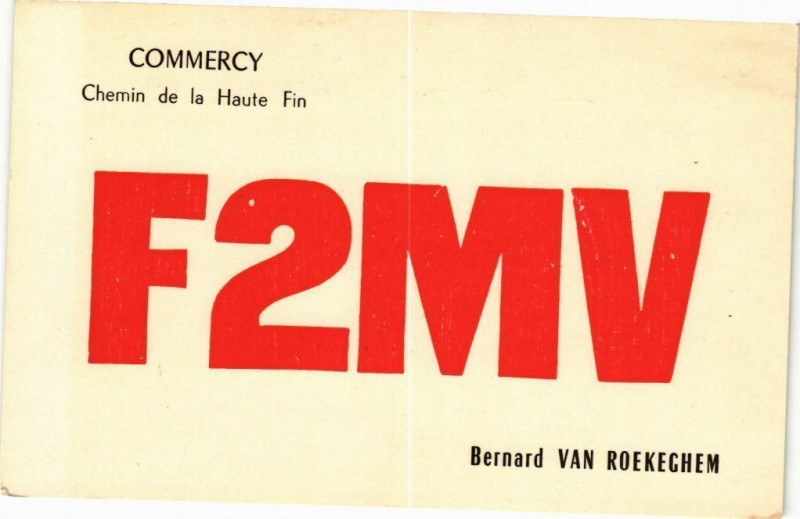 COMMERCY
Chemin de la Haute Fin
F2MV
Bernard VAN ROEKEGHEM